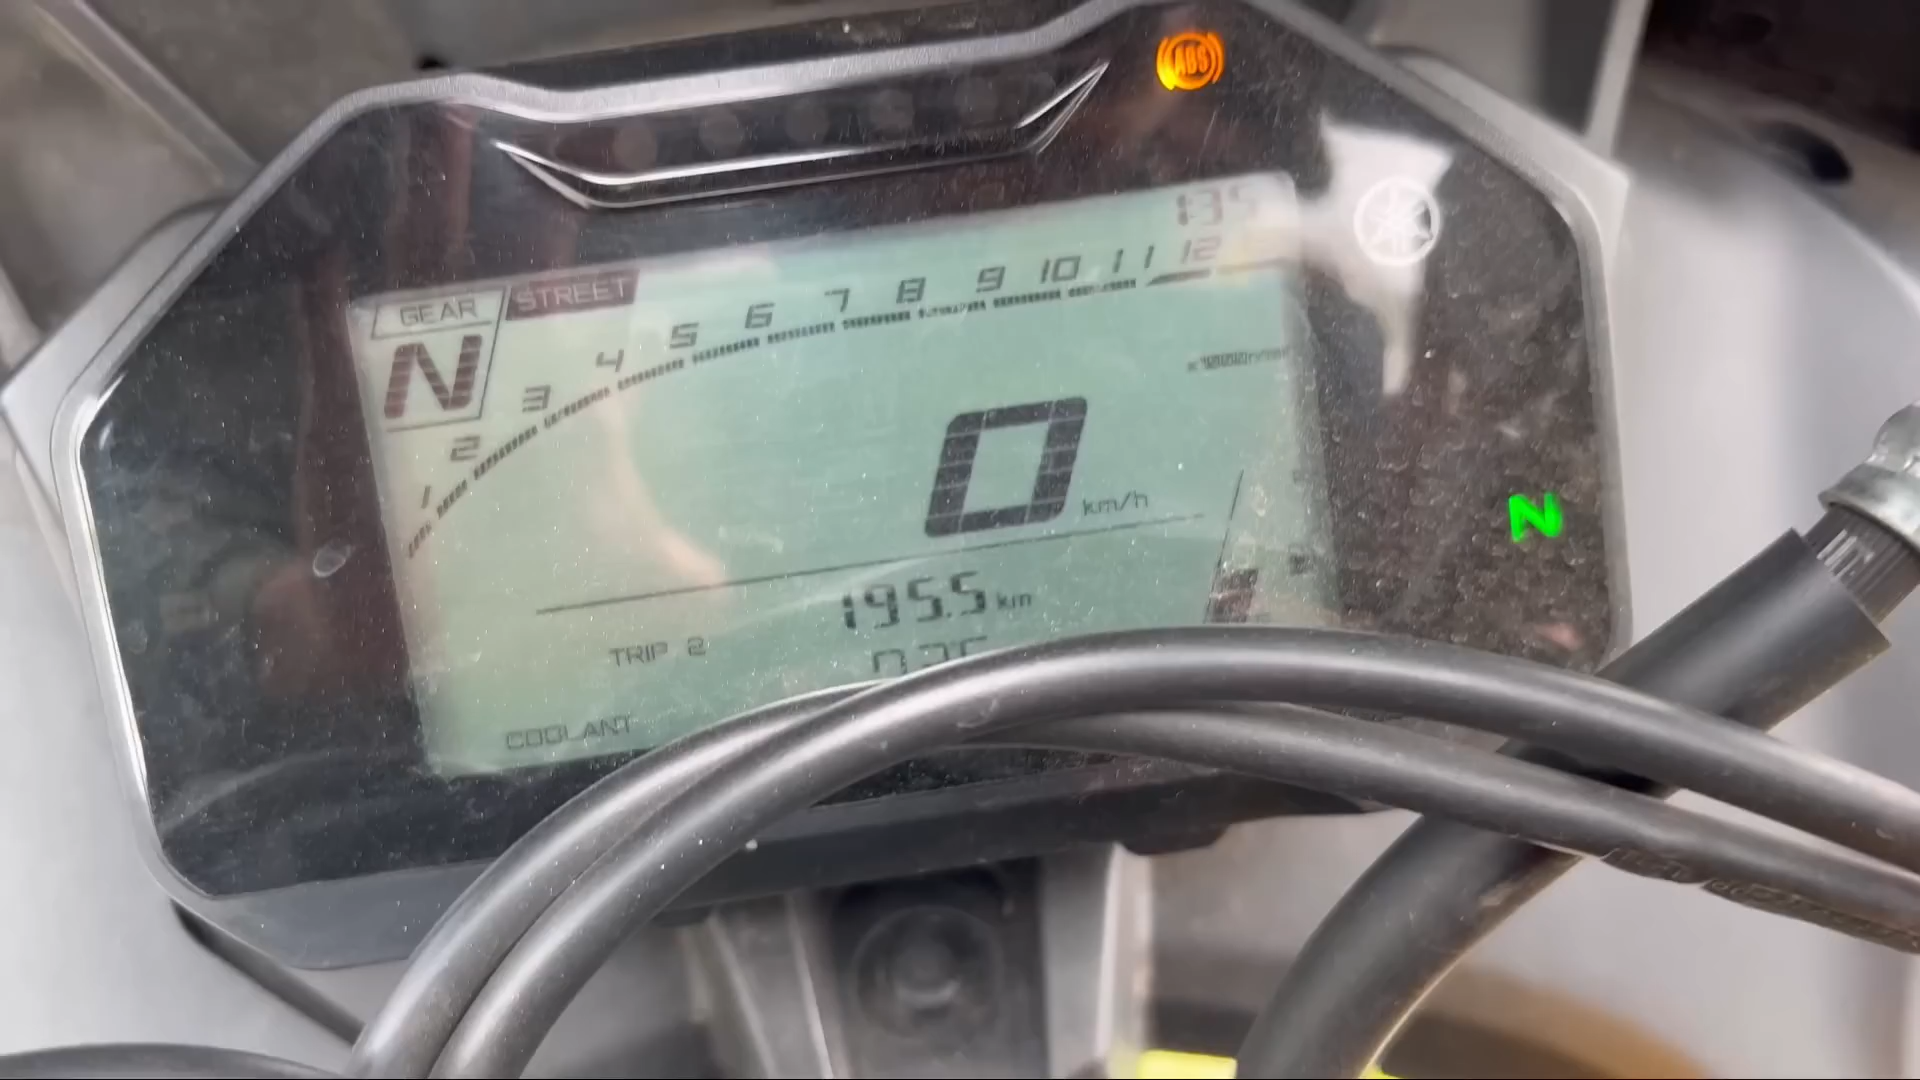 ABS
GEAR STREET
N
1 2 3 4 5 6 7 8 9 10 11 12
0 km/h
N
195.5 km
TRIP 2
COOLANT